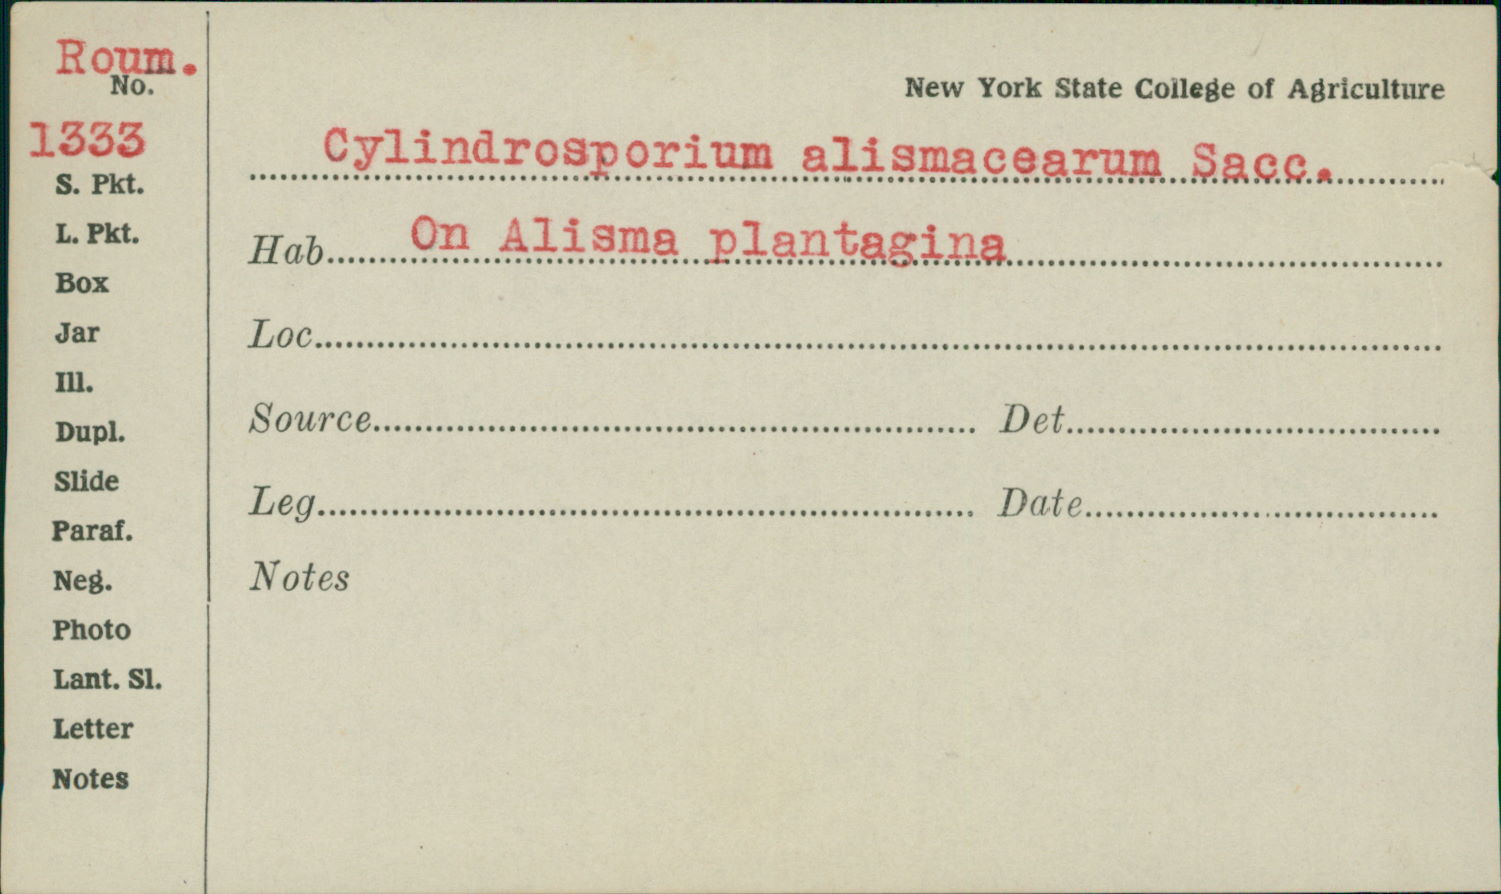 Roum.
No.
1333
S. Pkt.
L. Pkt.
Box
Jar
Ill.
Dupl.
Slide
Paraf.
Neg.
Photo
Lant. Sl.
Letter
Notes
New York State College of Agriculture
Cylindrosporium alismacearum Sacc.
Hab. On Alisma plantagina
Loc.
Source Det.
Leg. Date
Notes